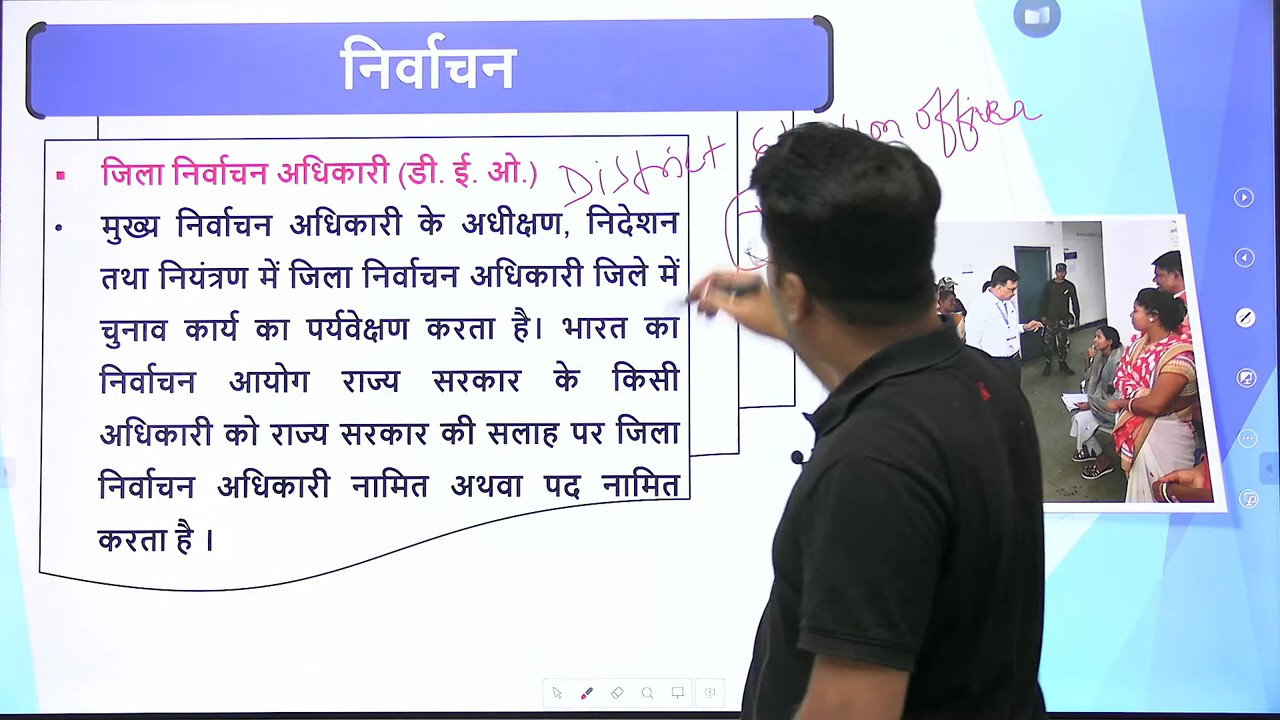 निर्वाचन
जिला निर्वाचन अधिकारी (डी. ई. ओ.) District on officer
मुख्य निर्वाचन अधिकारी के अधीक्षण, निदेशन
तथा नियंत्रण में जिला निर्वाचन अधिकारी जिले में
चुनाव कार्य का पर्यवेक्षण करता है। भारत का
निर्वाचन आयोग राज्य सरकार के किसी
अधिकारी को राज्य सरकार की सलाह पर जिला
निर्वाचन अधिकारी नामित अथवा पद नामित
करता है ।